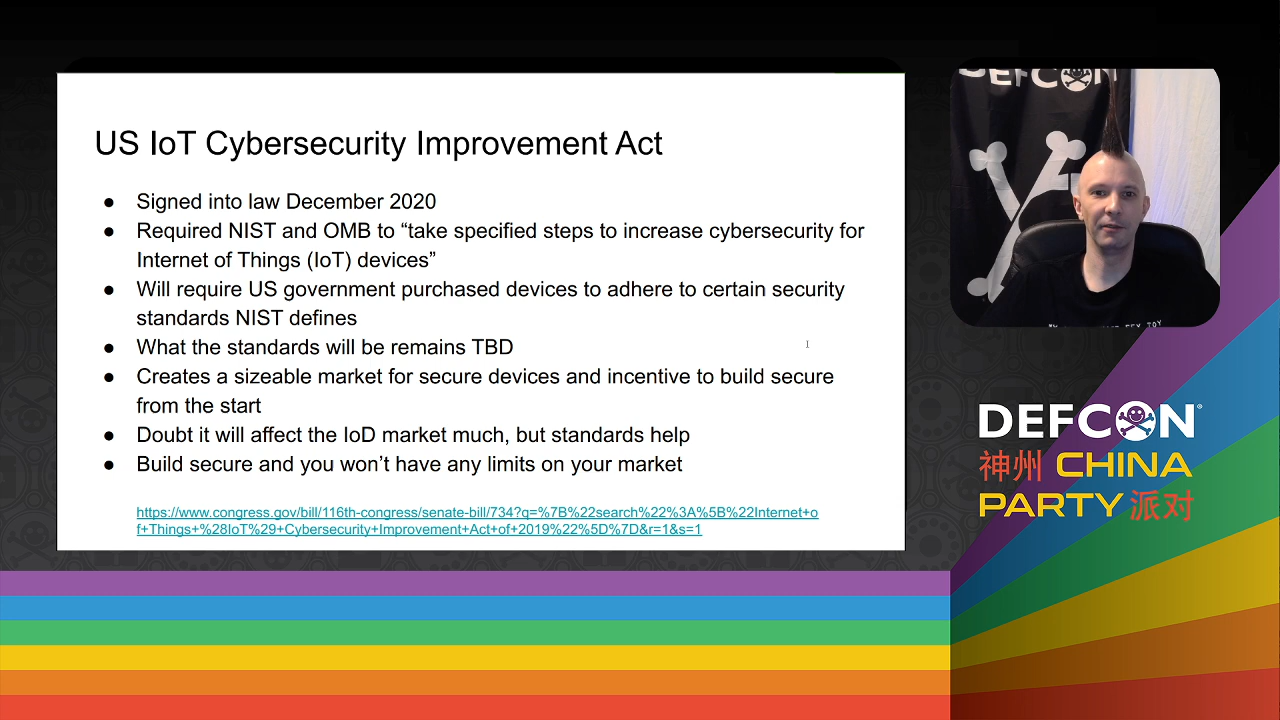 US IoT Cybersecurity Improvement Act
● Signed into law December 2020
● Required NIST and OMB to “take specified steps to increase cybersecurity for
Internet of Things (IoT) devices”
● Will require US government purchased devices to adhere to certain security
standards NIST defines
● What the standards will be remains TBD
● Creates a sizeable market for secure devices and incentive to build secure
from the start
● Doubt it will affect the IoD market much, but standards help
● Build secure and you won’t have any limits on your market
https://www.congress.gov/bill/116th-congress/senate-bill/734?q=%7B%22search%22%3A%5B%22Internet+o
f+Things+%28IoT%29+Cybersecurity+Improvement+Act+of+2019%22%5D%7D&r=1&s=1
DEFCON
DEFCON®
神州 CHINA
PARTY 派对